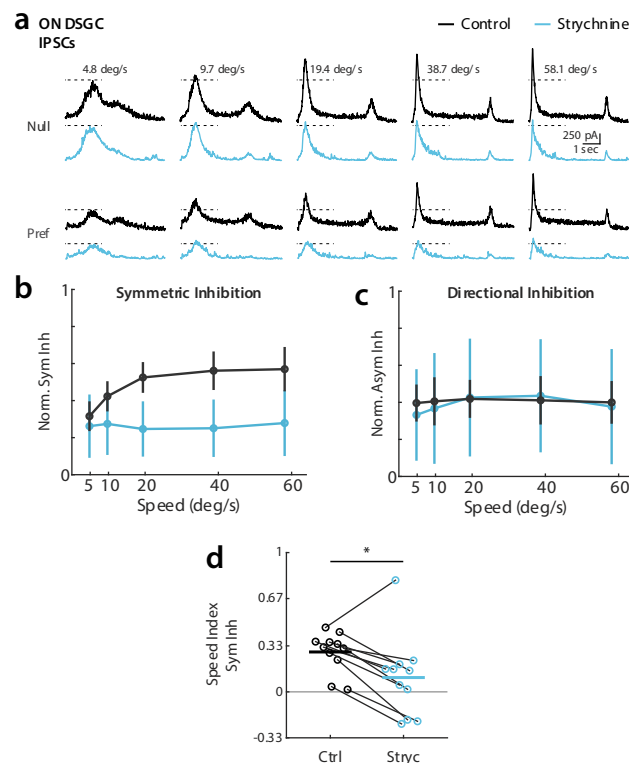 a
ON DSGC
IPSCs
Control
Strychnine
4.8 deg/s
9.7 deg/s
19.4 deg/s
38.7 deg/s
58.1 deg/s
Null
250 pA
1 sec
Pref
b
Symmetric Inhibition
1
Norm. Sym Inh
0
5
10
20
40
60
Speed (deg/s)
c
Directional Inhibition
1
Norm. Asym Inh
0
5
10
20
40
60
Speed (deg/s)
d
*
1
0.67
0.33
0
-0.33
Speed Index
Sym Inh
Ctrl
Stryc